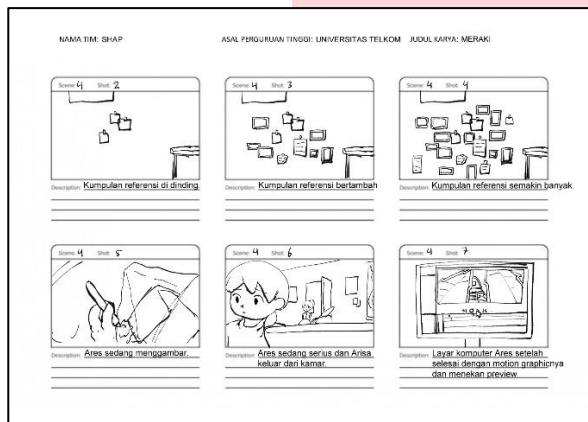 NAMA TIM: SHAP
ASAL PERGURUAN TINGGI: UNIVERSITAS TELKOM
JUDUL KARYA: MERAKI
Scene: 4 Shot: 2
Description: Kumpulan referensi di dinding.
Scene: 4 Shot: 3
Description: Kumpulan referensi bertambah
Scene: 4 Shot: 4
Description: Kumpulan referensi semakin banyak.
Scene: 4 Shot: 5
Description: Ares sedang menggambar.
Scene: 4 Shot: 6
Description: Ares sedang serius dan Arisa
keluar dari kamar.
Scene: 4 Shot: 7
Description: Layar komputer Ares setelah
selesai dengan motion graphicnya
dan menekan preview.